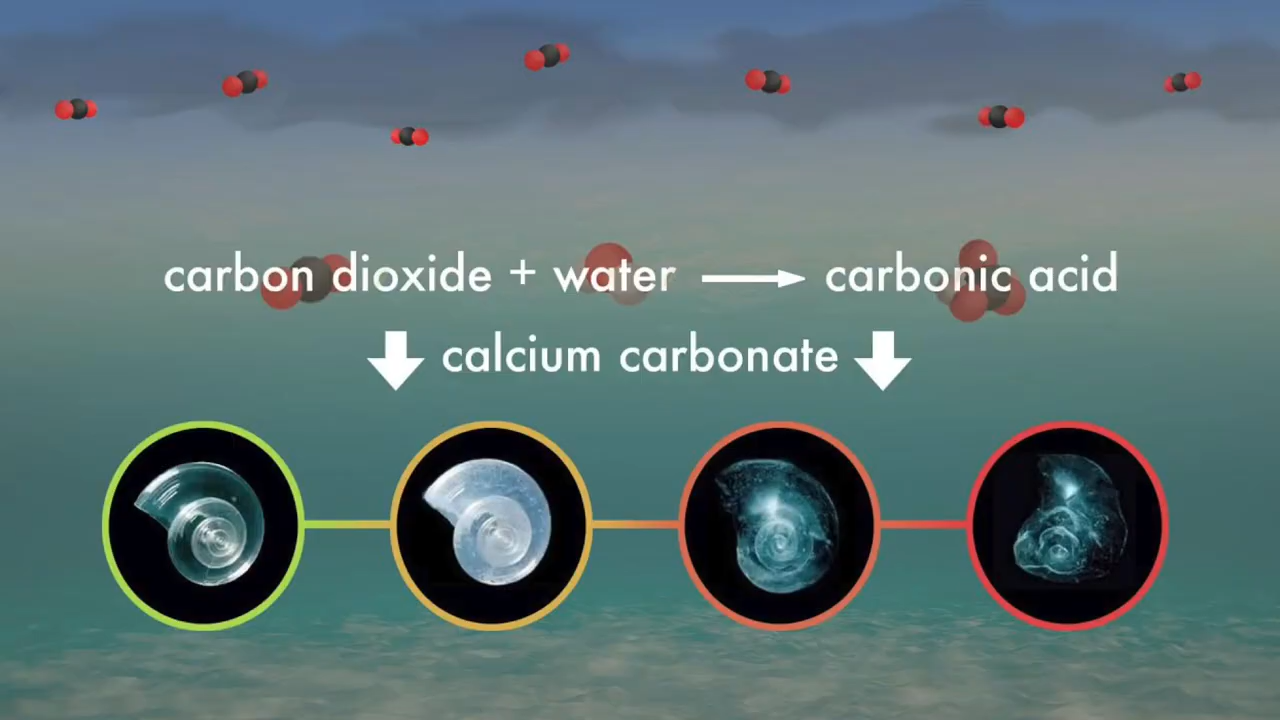 carbon dioxide + water → carbonic acid
calcium carbonate